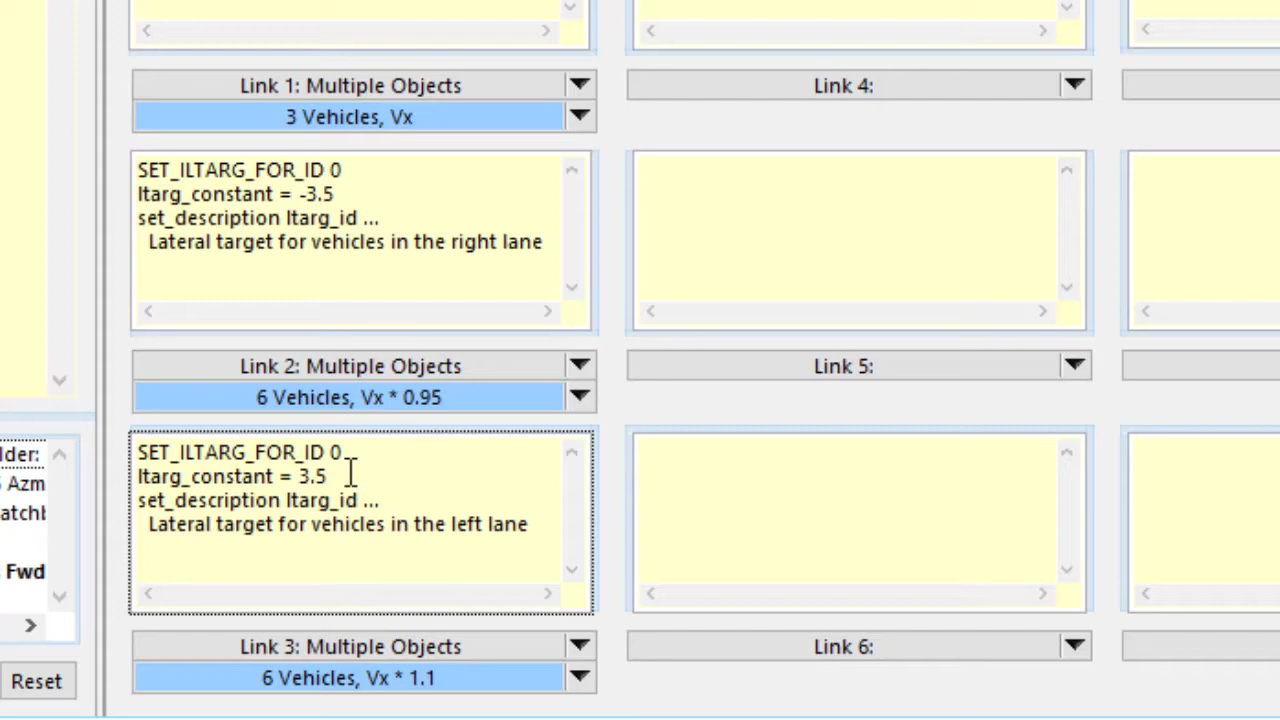 Link 1: Multiple Objects
3 Vehicles, Vx
Link 4:
SET_ILTARG_FOR_ID 0
ltarg_constant = -3.5
set_description ltarg_id ...
Lateral target for vehicles in the right lane
Link 2: Multiple Objects
6 Vehicles, Vx * 0.95
Link 5:
SET_ILTARG_FOR_ID 0
ltarg_constant = 3.5
set_description ltarg_id ...
Lateral target for vehicles in the left lane
Link 3: Multiple Objects
6 Vehicles, Vx * 1.1
Link 6:
lder:
Azm
atchb
Fwd
Reset